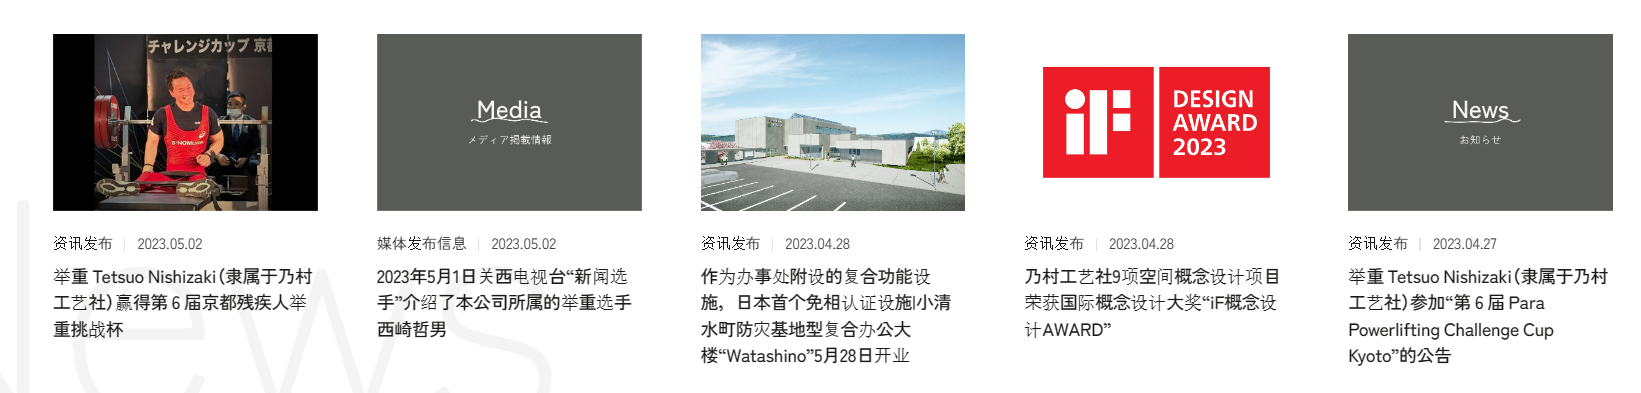 チャレンジカップ 京都
Media
メディア掲載情報
iF
DESIGN
AWARD
2023
News
お知らせ
资讯发布 | 2023.05.02
举重 Tetsuo Nishizaki（隶属于乃村
工艺社）赢得第 6 届京都残疾人举
重挑战杯
媒体发布信息 | 2023.05.02
2023年5月1日关西电视台“新闻选
手”介绍了本公司所属的举重选手
西崎哲男
资讯发布 | 2023.04.28
作为办事处附设的复合功能设
施，日本首个免相认证设施|小清
水町防灾基地型复合办公大
楼“Watashino”5月28日开业
资讯发布 | 2023.04.28
乃村工艺社9项空间概念设计项目
荣获国际概念设计大奖“iF概念设
计AWARD”
资讯发布 | 2023.04.27
举重 Tetsuo Nishizaki（隶属于乃村
工艺社）参加“第 6 届 Para
Powerlifting Challenge Cup
Kyoto”的公告
News